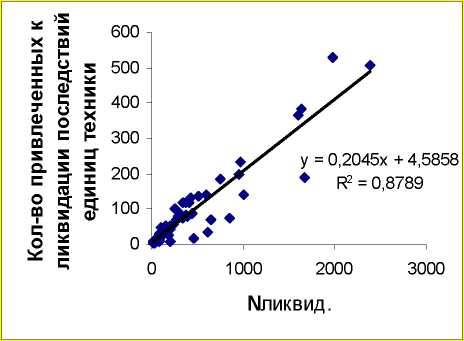 Кол-во привлеченных к
ликвидации последствий
единиц техники
600
500
400
300
200
100
0
y = 0,2045x + 4,5858
R² = 0,8789
0 1000 2000 3000
Nликвид.